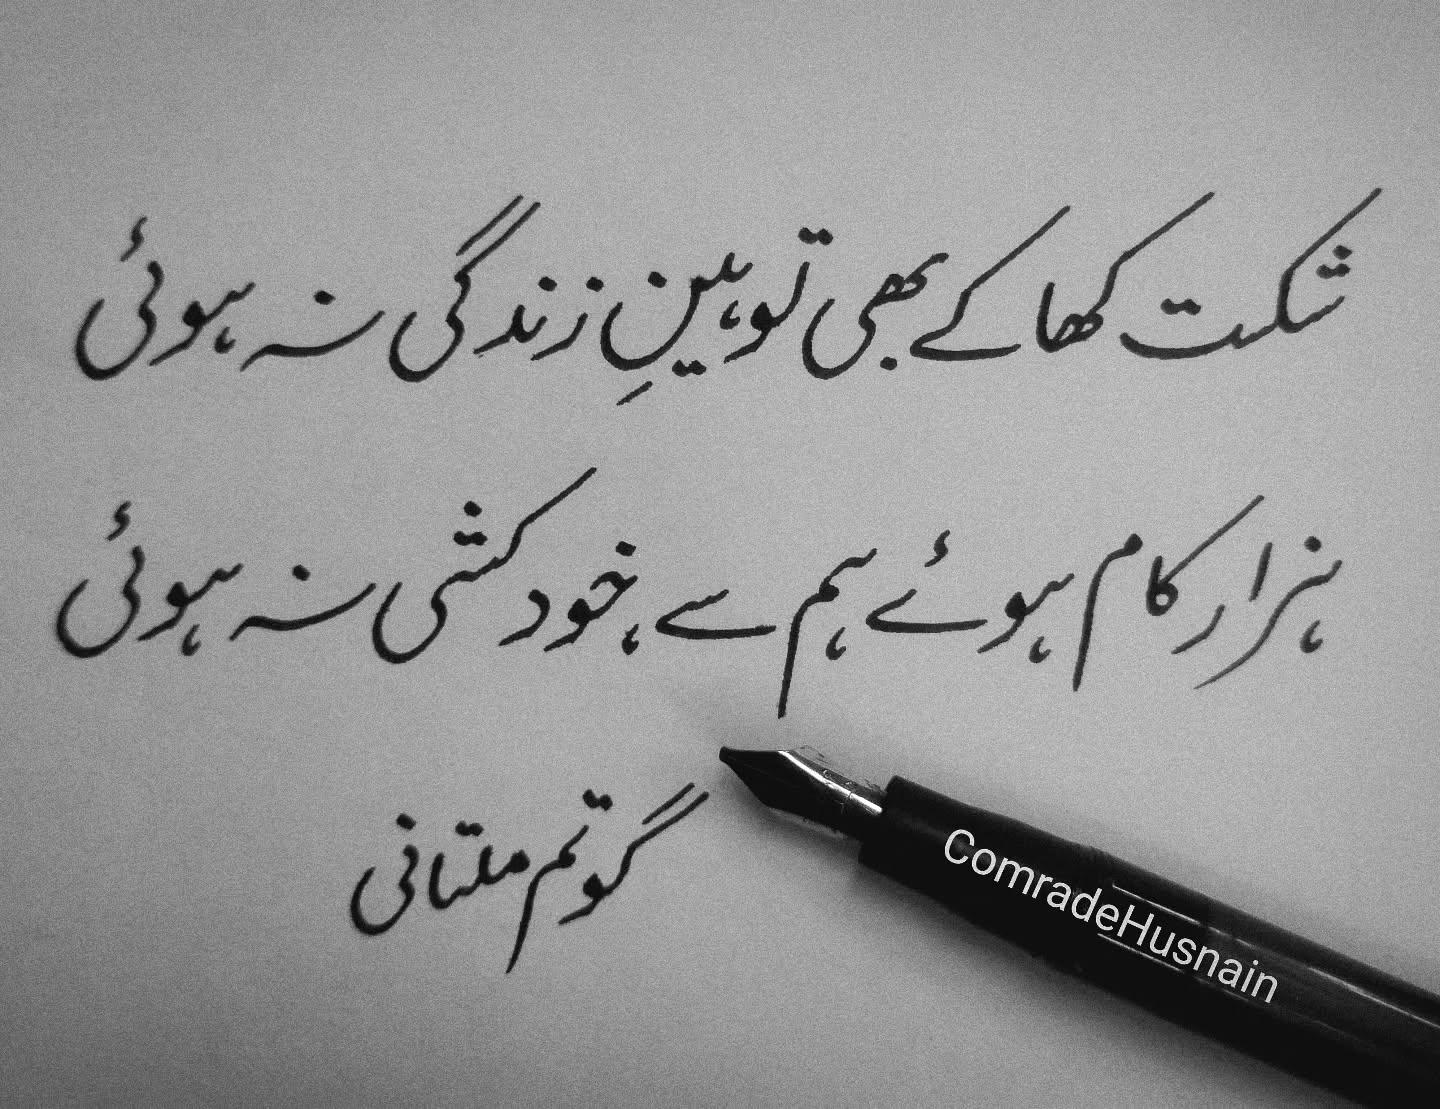 شکست کھا کے بھی توہینِ زندگی نہ ہوئی
ہزار کام ہوئے ہم سے، خودکشی نہ ہوئی
گوتم ملتانی
ComradeHusnain